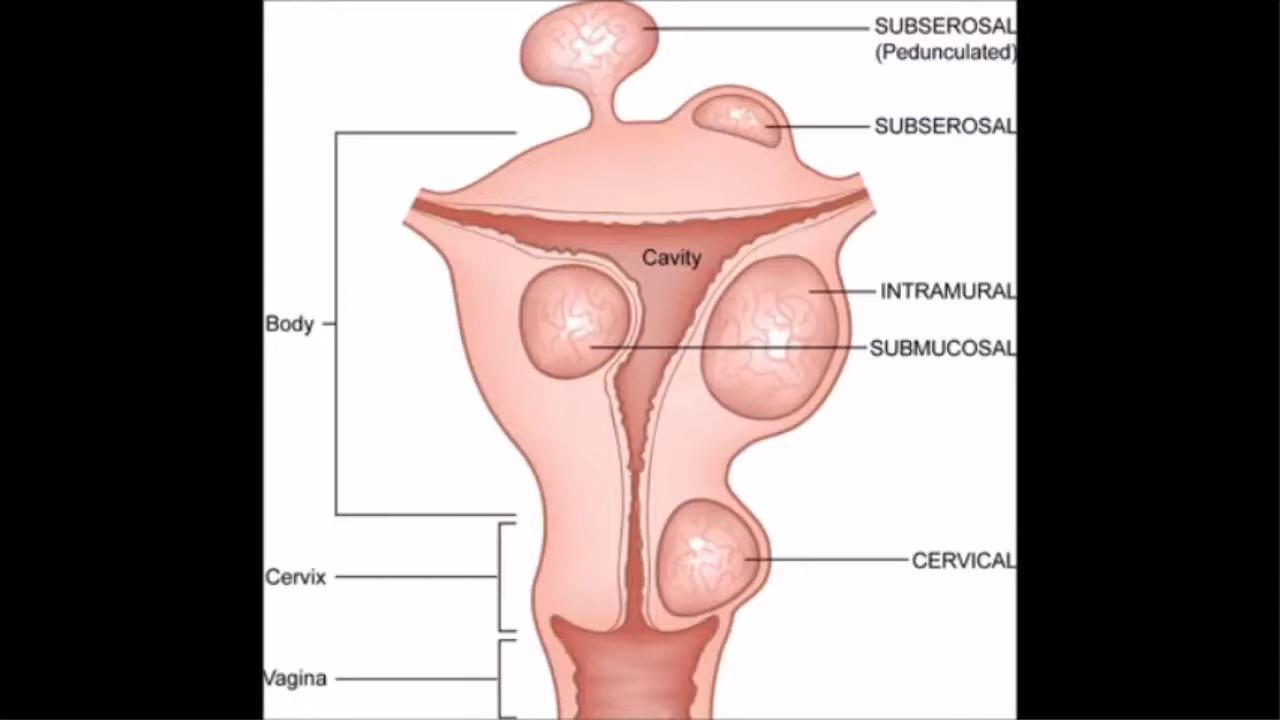 SUBSEROSAL
(Pedunculated)
SUBSEROSAL
Cavity
INTRAMURAL
Body
SUBMUCOSAL
CERVICAL
Cervix
Vagina